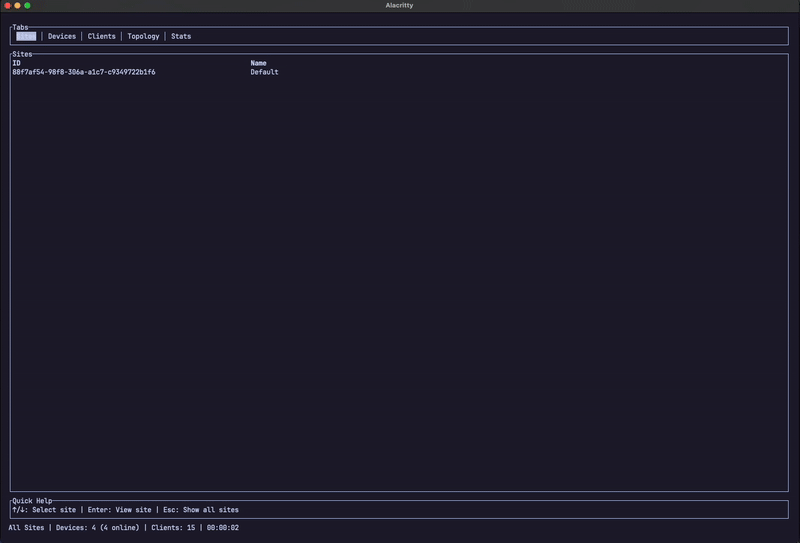 Alacritty
Tabs
Sites │ Devices │ Clients │ Topology │ Stats
Sites
ID Name
88f7af54-98f8-306a-a1c7-c9349722b1f6 Default
Quick Help
↑/↓: Select site | Enter: View site | Esc: Show all sites
All Sites | Devices: 4 (4 online) | Clients: 15 | 00:00:02